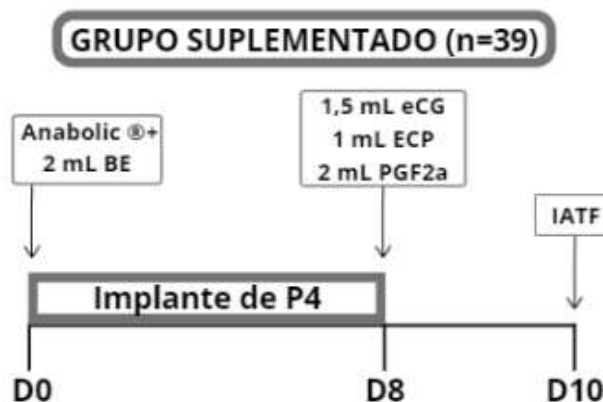 GRUPO SUPLEMENTADO (n=39)
Anabolic ®+
2 mL BE
1,5 mL eCG
1 mL ECP
2 mL PGF2a
IATF
Implante de P4
D0
D8
D10